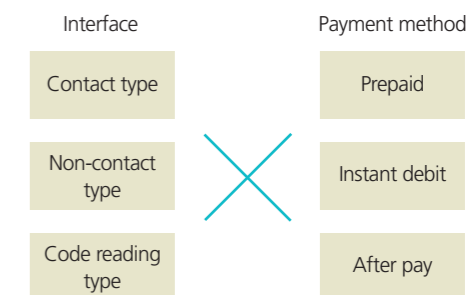 Interface
Payment method
Contact type
Prepaid
Non-contact
type
Instant debit
Code reading
type
After pay